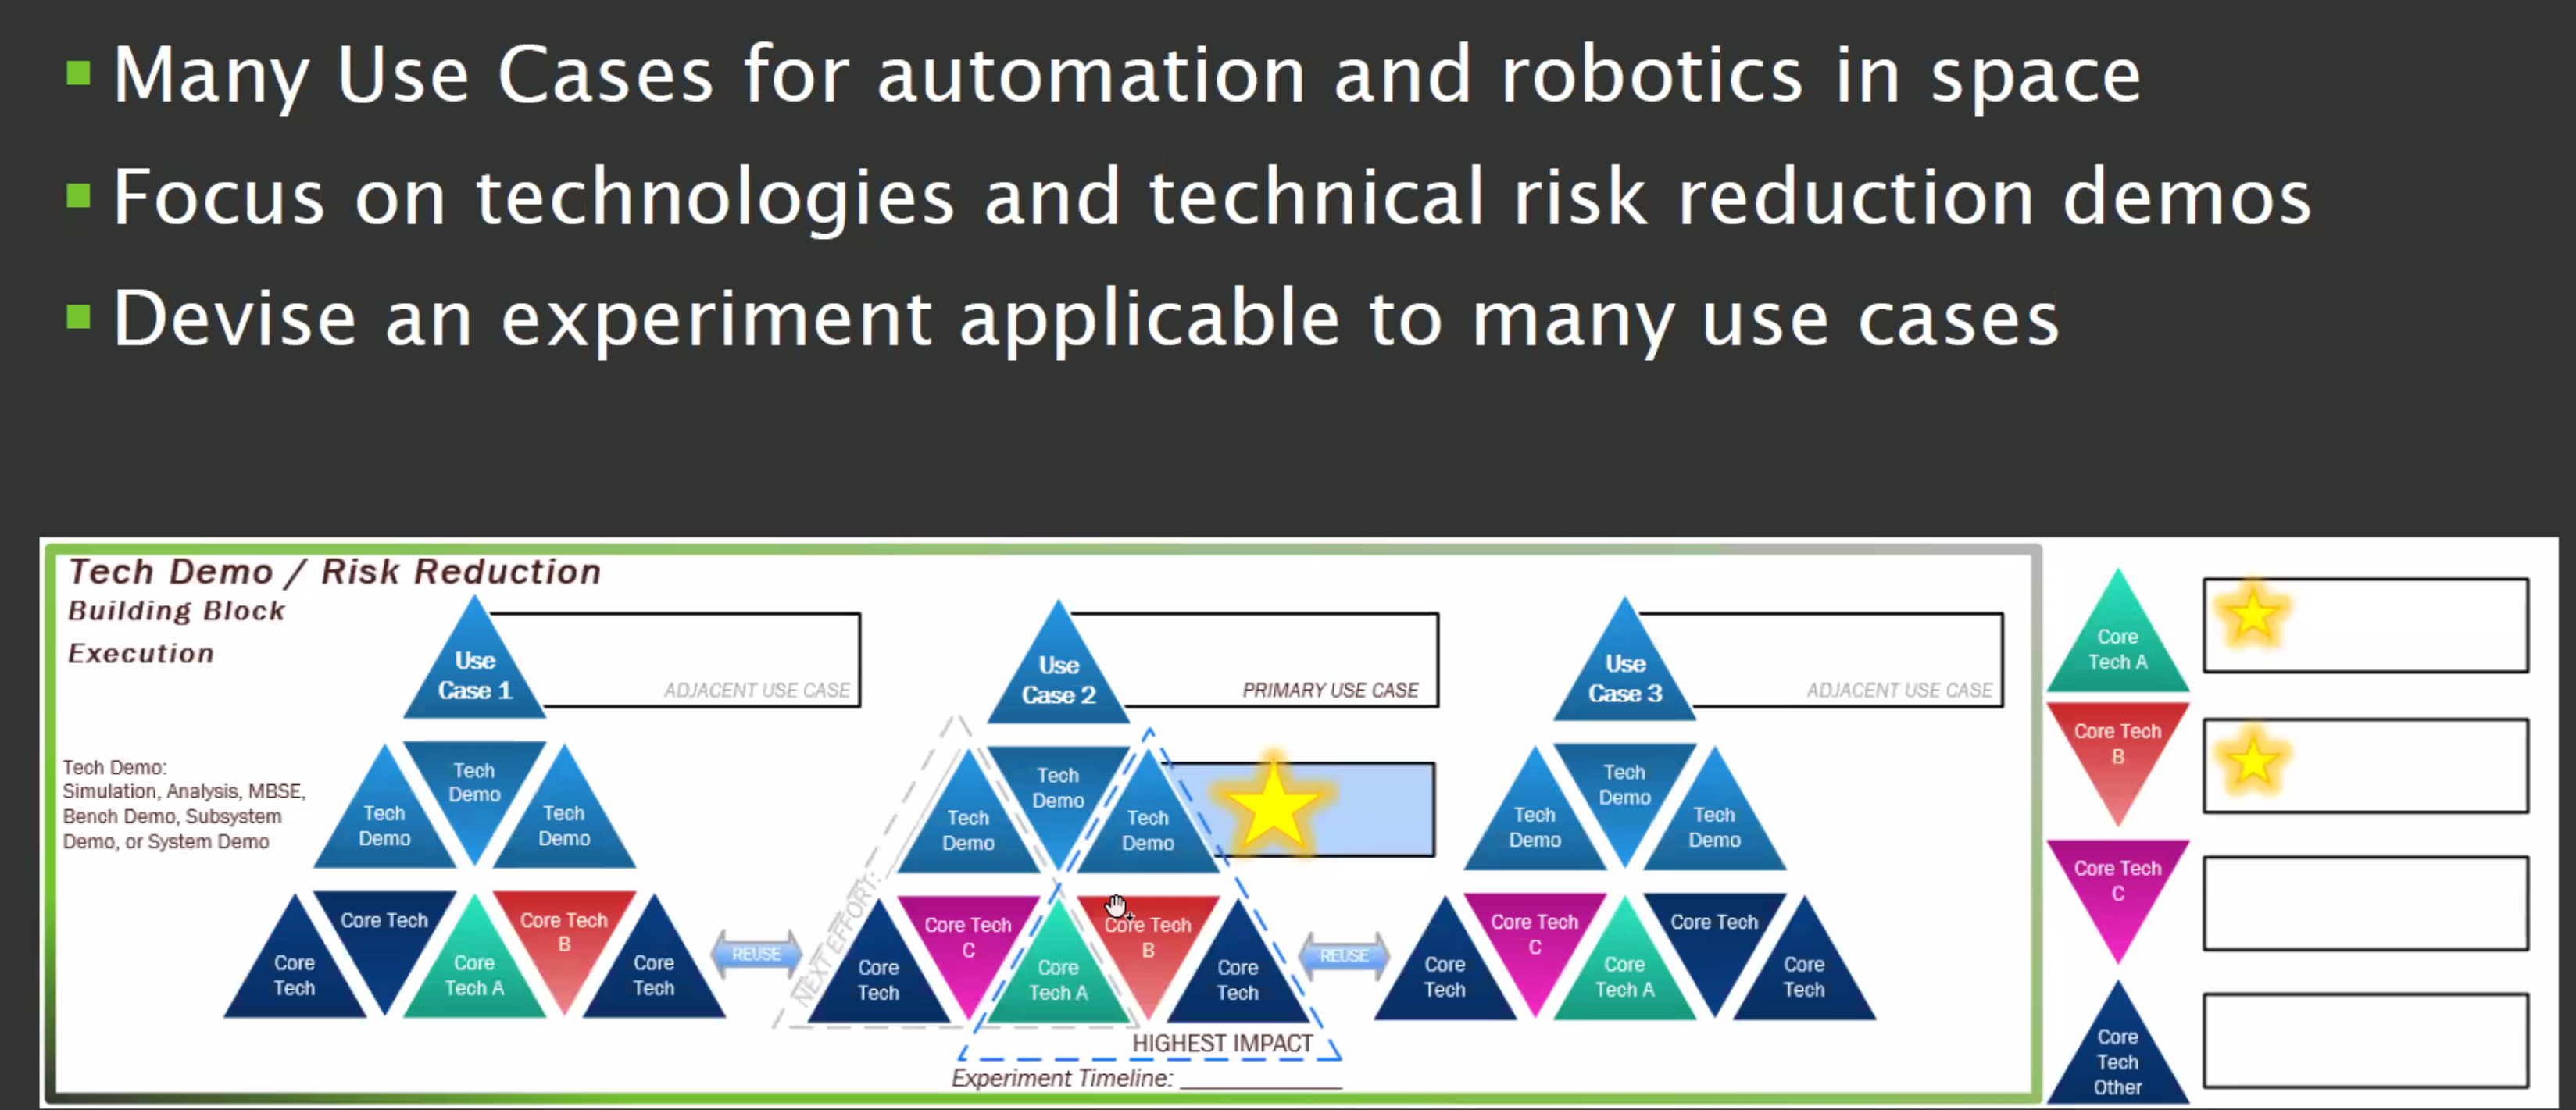 Many Use Cases for automation and robotics in space
Focus on technologies and technical risk reduction demos
Devise an experiment applicable to many use cases
Tech Demo / Risk Reduction
Building Block
Execution
Use
Case 1
ADJACENT USE CASE
Use
Case 2
PRIMARY USE CASE
Use
Case 3
ADJACENT USE CASE
Tech Demo:
Simulation, Analysis, MBSE,
Bench Demo, Subsystem
Demo, or System Demo
Tech
Demo
Tech
Demo
Tech
Demo
Tech
Demo
Tech
Demo
Tech
Demo
Tech
Demo
Tech
Demo
Tech
Demo
Core
Tech
Core Tech
Core
Tech A
Core Tech
B
Core
Tech
REUSE
NEXT EFFORT:
Core
Tech
Core Tech
C
Core
Tech A
Core Tech
B
Core
Tech
REUSE
Core
Tech
Core Tech
C
Core
Tech A
Core Tech
Core
Tech
HIGHEST IMPACT
Experiment Timeline:
Core
Tech A
Core Tech
B
Core Tech
C
Core
Tech
Other